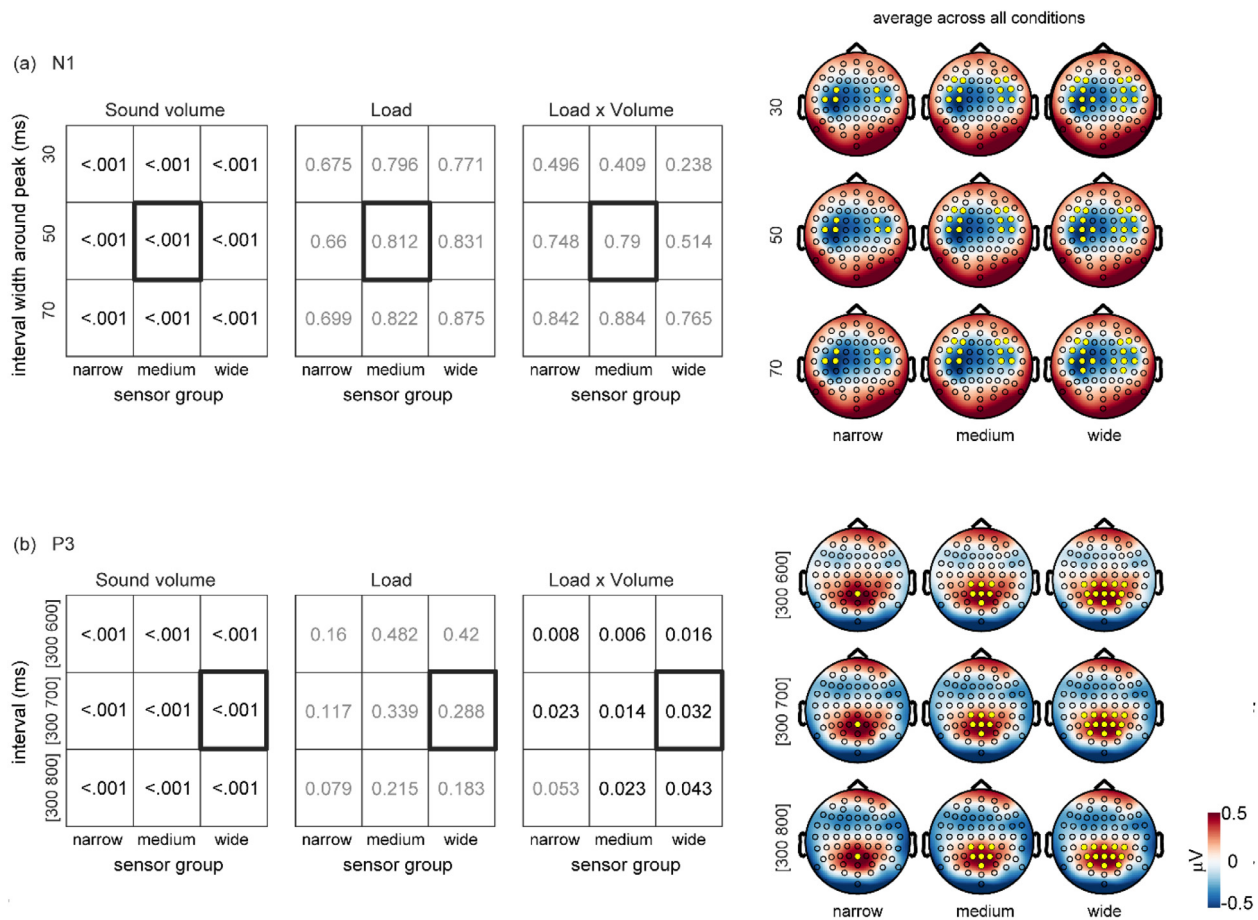 average across all conditions
(a) N1
Sound volume Load Load x Volume
interval width around peak (ms)
30 <.001 <.001 <.001 0.675 0.796 0.771 0.496 0.409 0.238 30
50 <.001 <.001 <.001 0.66 0.812 0.831 0.748 0.79 0.514 50
70 <.001 <.001 <.001 0.699 0.822 0.875 0.842 0.884 0.765 70
narrow medium wide narrow medium wide narrow medium wide narrow medium wide
sensor group sensor group sensor group
(b) P3
Sound volume Load Load x Volume
interval (ms)
[300 600] <.001 <.001 <.001 0.16 0.482 0.42 0.008 0.006 0.016 [300 600]
[300 700] <.001 <.001 <.001 0.117 0.339 0.288 0.023 0.014 0.032 [300 700]
[300 800] <.001 <.001 <.001 0.079 0.215 0.183 0.053 0.023 0.043 [300 800]
narrow medium wide narrow medium wide narrow medium wide narrow medium wide
sensor group sensor group sensor group
0.5
µV 0
-0.5